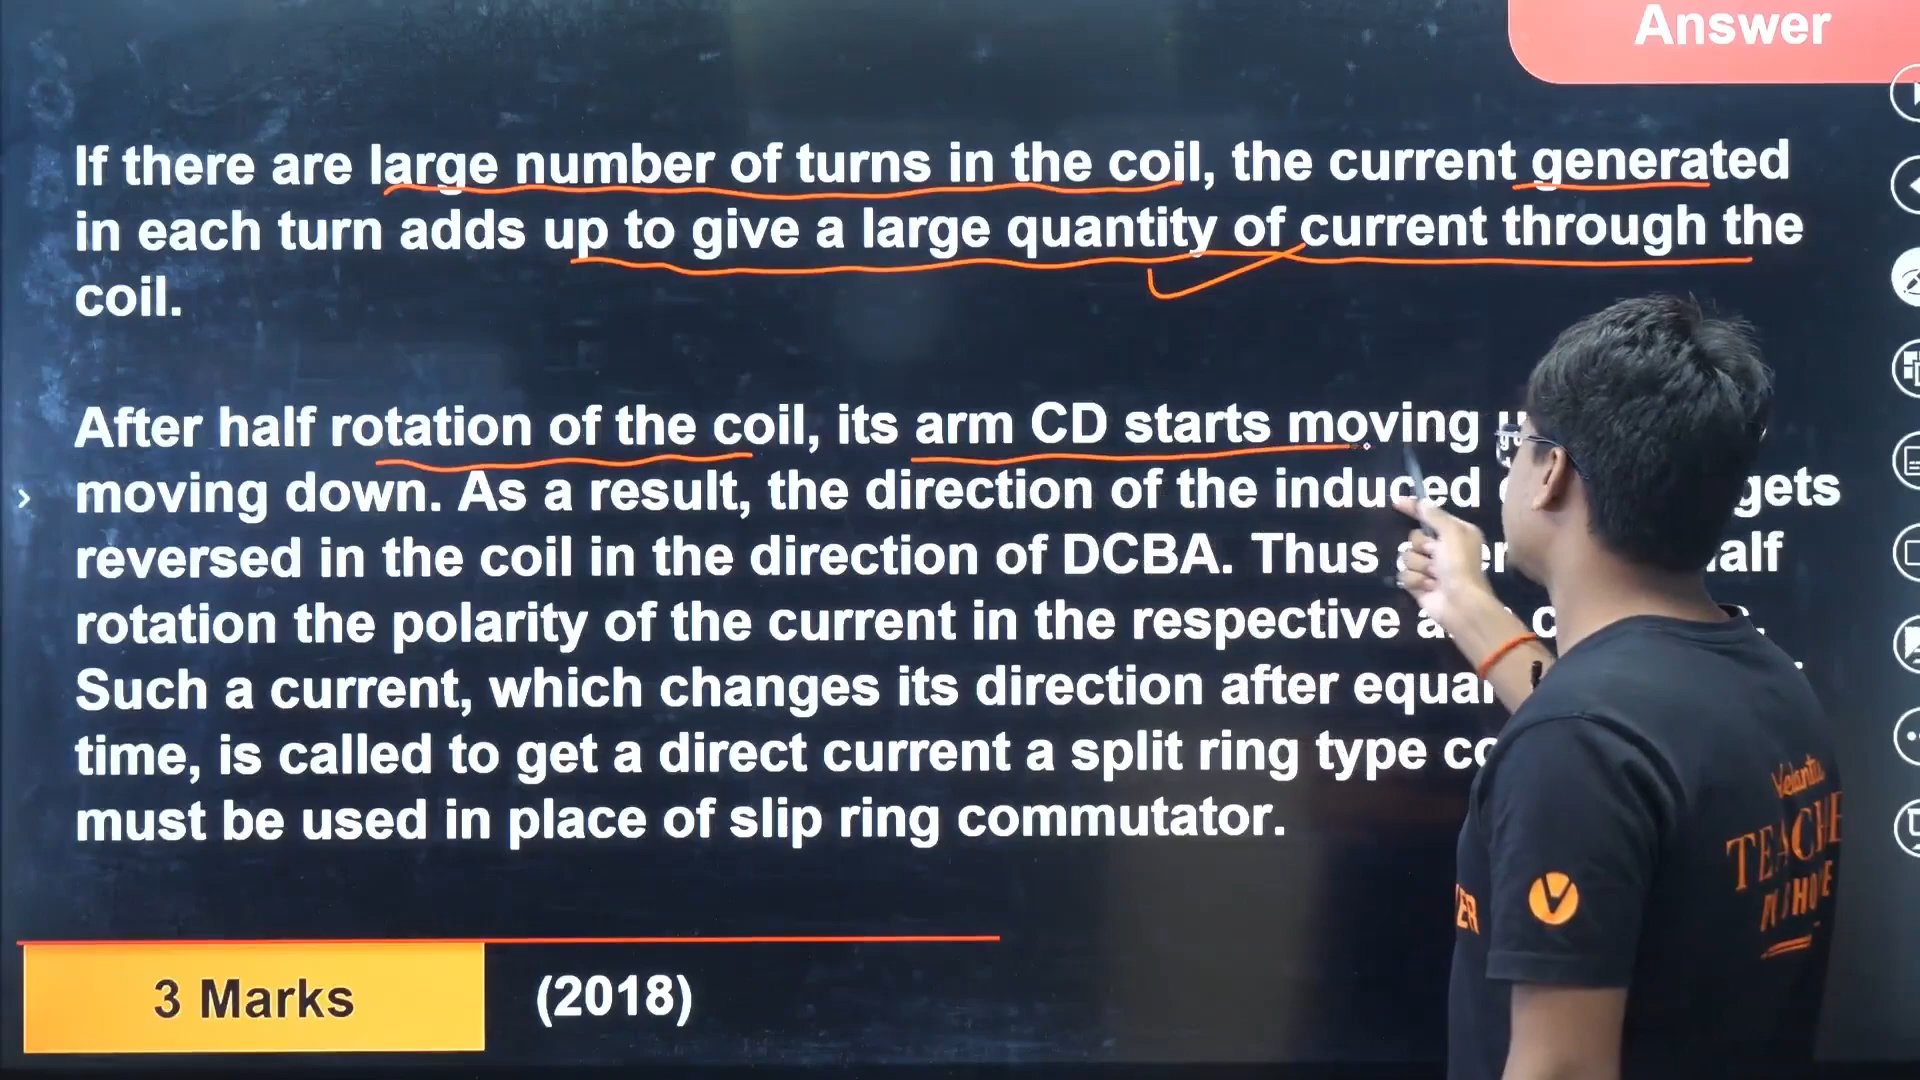 Answer
If there are large number of turns in the coil, the current generated
in each turn adds up to give a large quantity of current through the
coil.
After half rotation of the coil, its arm CD starts moving
moving down. As a result, the direction of the induced gets
reversed in the coil in the direction of DCBA. Thus
rotation the polarity of the current in the respective
Such a current, which changes its direction after
time, is called to get a direct current a split ring type
must be used in place of slip ring commutator.
3 Marks
(2018)
Vedantu